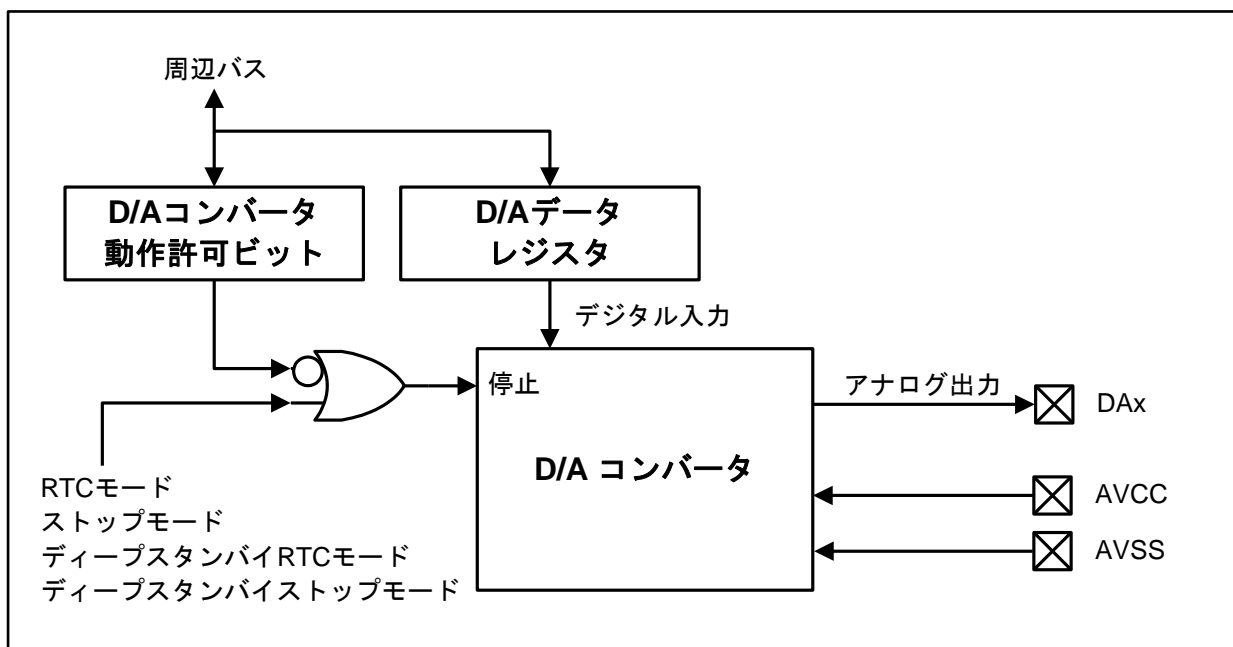 周辺バス
D/Aコンバータ
動作許可ビット
D/Aデータ
レジスタ
デジタル入力
停止
アナログ出力
DAx
D/A コンバータ
AVCC
AVSS
RTCモード
ストップモード
ディープスタンバイRTCモード
ディープスタンバイストップモード